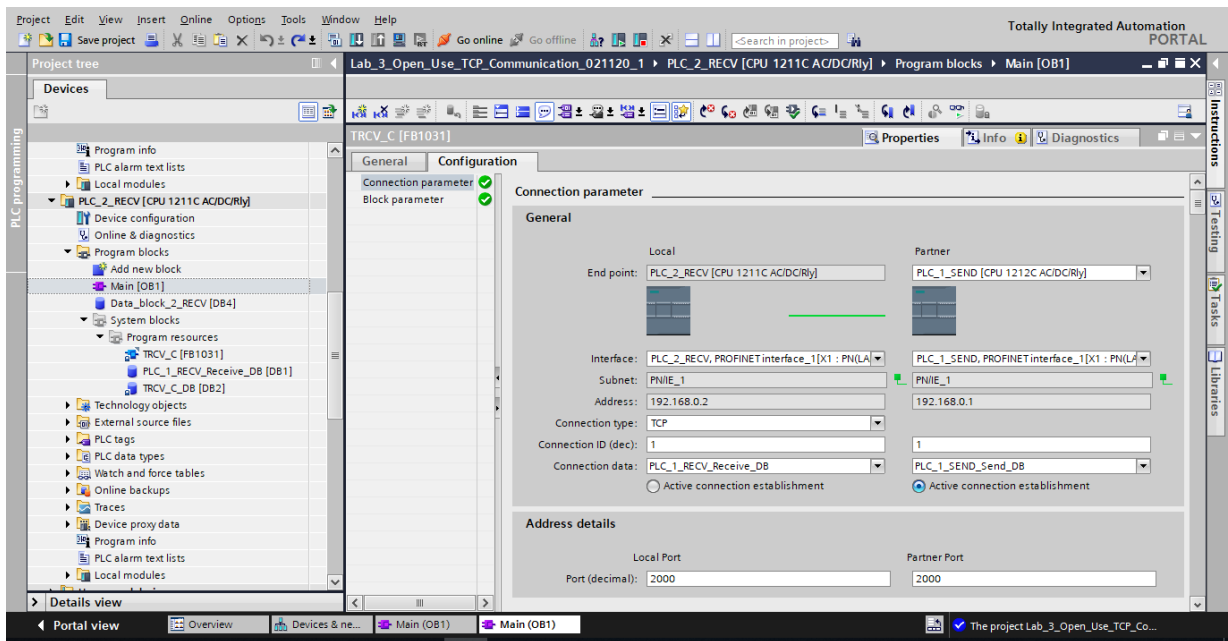 Project Edit View Insert Online Options Tools Window Help
Totally Integrated Automation
PORTAL
Save project Go online Go offline <Search in project>
Project tree
Lab_3_Open_Use_TCP_Communication_021120_1 PLC_2_RECV [CPU 1211C AC/DC/Rly] Program blocks Main [OB1]
Devices
PLC programming
Program info
PLC alarm text lists
Local modules
PLC_2_RECV [CPU 1211C AC/DC/Rly]
Device configuration
Online & diagnostics
Program blocks
Add new block
Main [OB1]
Data_block_2_RECV [DB4]
System blocks
Program resources
TRCV_C [FB1031]
PLC_1_RECV_Receive_DB [DB1]
TRCV_C_DB [DB2]
Technology objects
External source files
PLC tags
PLC data types
Watch and force tables
Online backups
Traces
Device proxy data
Program info
PLC alarm text lists
Local modules
Details view
TRCV_C [FB1031]
Properties Info Diagnostics
General Configuration
Connection parameter
Block parameter
Connection parameter
General
Local Partner
End point: PLC_2_RECV [CPU 1211C AC/DC/Rly] PLC_1_SEND [CPU 1212C AC/DC/Rly]
Interface: PLC_2_RECV, PROFINET interface_1[X1 : PN(LA PLC_1_SEND, PROFINET interface_1[X1 : PN(LA
Subnet: PN/IE_1 PN/IE_1
Address: 192.168.0.2 192.168.0.1
Connection type: TCP
Connection ID (dec): 1 1
Connection data: PLC_1_RECV_Receive_DB PLC_1_SEND_Send_DB
Active connection establishment Active connection establishment
Address details
Local Port Partner Port
Port (decimal): 2000 2000
Instructions
Testing
Tasks
Libraries
Portal view Overview Devices & ne... Main (OB1) Main (OB1) The project Lab_3_Open_Use_TCP_Co...